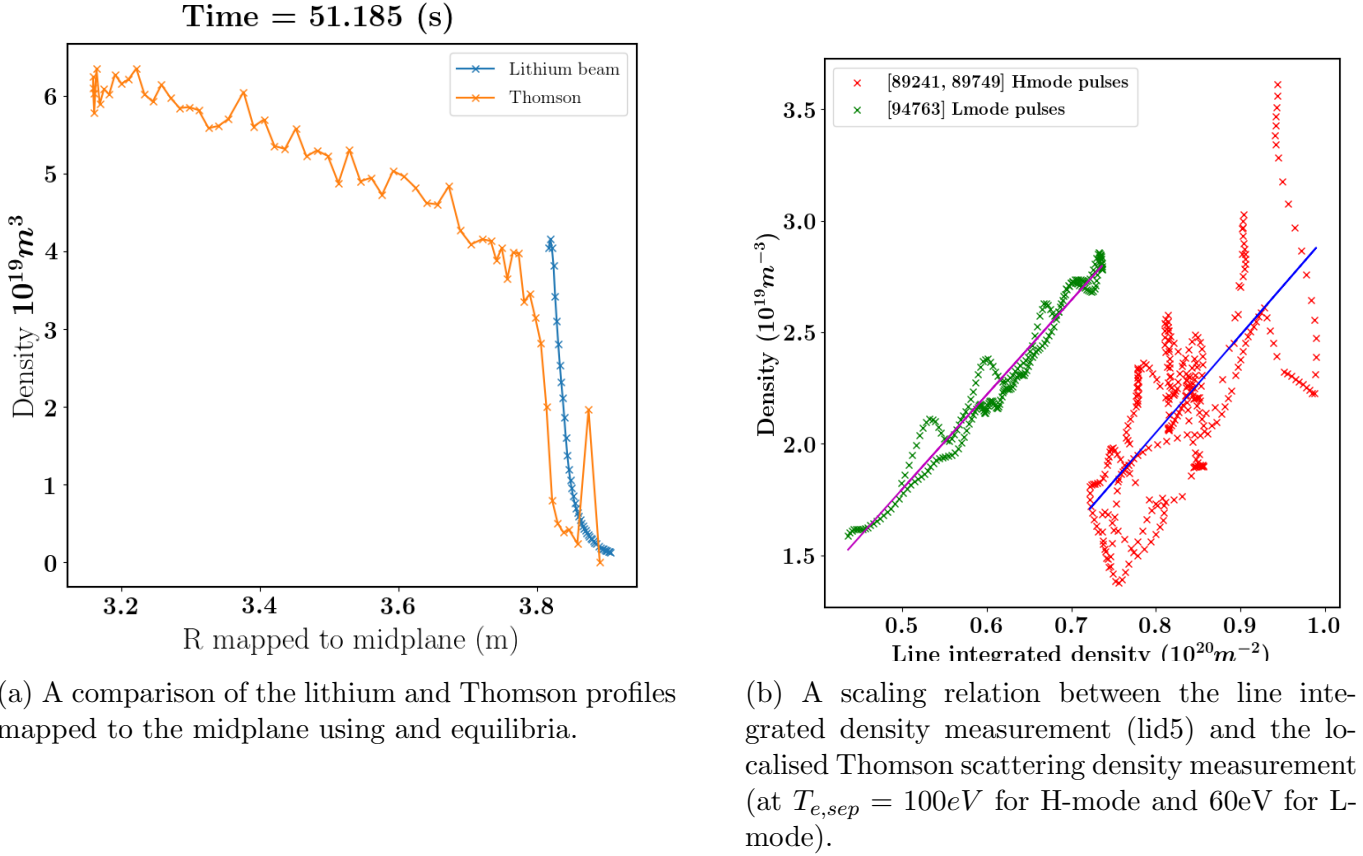 Time = 51.185 (s)
Lithium beam
Thomson
6
5
4
3
2
1
0
Density 10^19 m^3
3.2 3.4 3.6 3.8
R mapped to midplane (m)
(a) A comparison of the lithium and Thomson profiles
mapped to the midplane using and equilibria.
[89241, 89749] Hmode pulses
[94763] Lmode pulses
3.5
3.0
2.5
2.0
1.5
Density (10^19 m^−3)
0.5 0.6 0.7 0.8 0.9 1.0
Line integrated density (10^20 m^−2)
(b) A scaling relation between the line inte-
grated density measurement (lid5) and the lo-
calised Thomson scattering density measurement
(at T_e,sep = 100eV for H-mode and 60eV for L-
mode).